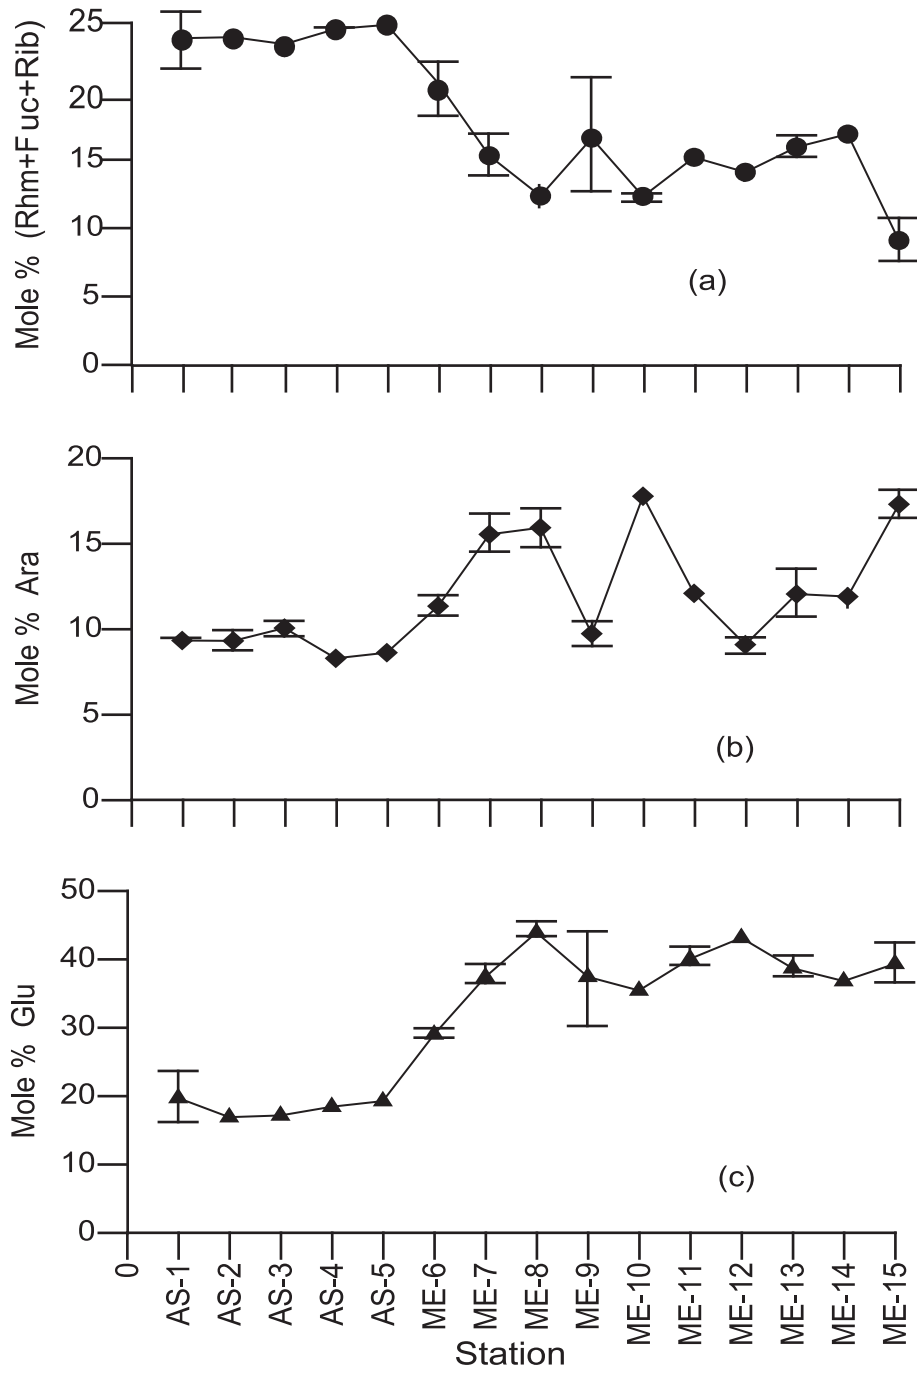 25
20
15
10
5
0
Mole % (Rhm+Fuc+Rib)
(a)
20
15
10
5
0
Mole % Ara
(b)
50
40
30
20
10
0
Mole % Glu
(c)
0
AS-1
AS-2
AS-3
AS-4
AS-5
ME-6
ME-7
ME-8
ME-9
ME-10
ME-11
ME-12
ME-13
ME-14
ME-15
Station